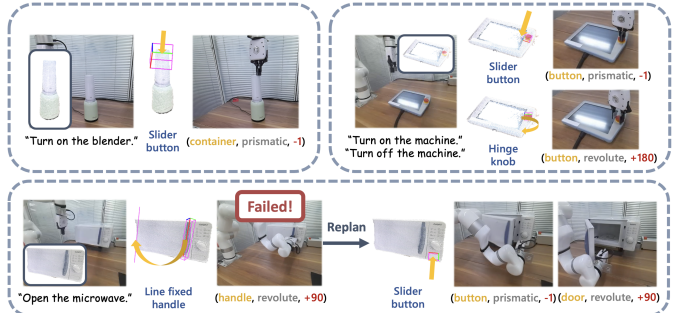 "Turn on the blender."
Slider
button
(container, prismatic, -1)
Slider
button
(button, prismatic, -1)
"Turn on the machine."
"Turn off the machine."
Hinge
knob
(button, revolute, +180)
Failed!
Replan
"Open the microwave."
Line fixed
handle
(handle, revolute, +90)
Slider
button
(button, prismatic, -1)
(door, revolute, +90)